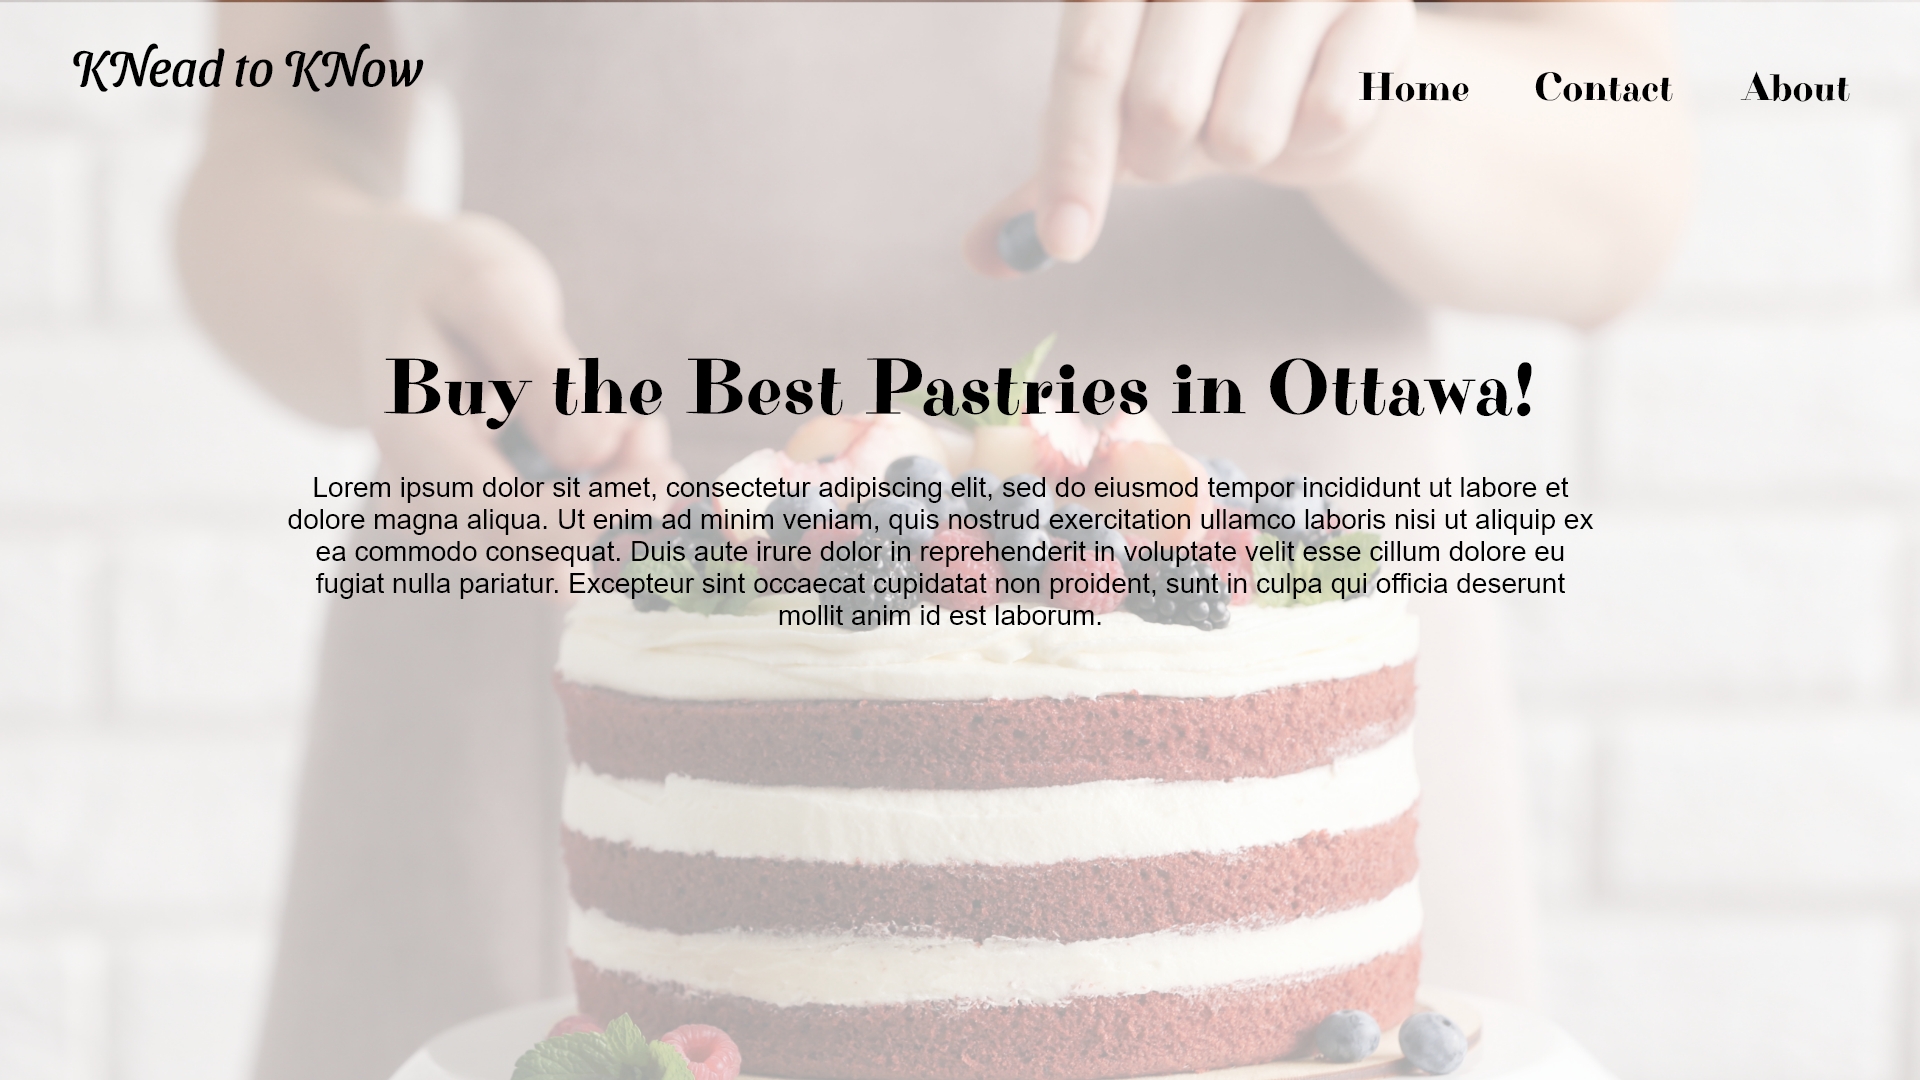 KNead to KNow
Home Contact About
Buy the Best Pastries in Ottawa!
Lorem ipsum dolor sit amet, consectetur adipiscing elit, sed do eiusmod tempor incididunt ut labore et
dolore magna aliqua. Ut enim ad minim veniam, quis nostrud exercitation ullamco laboris nisi ut aliquip ex
ea commodo consequat. Duis aute irure dolor in reprehenderit in voluptate velit esse cillum dolore eu
fugiat nulla pariatur. Excepteur sint occaecat cupidatat non proident, sunt in culpa qui officia deserunt
mollit anim id est laborum.